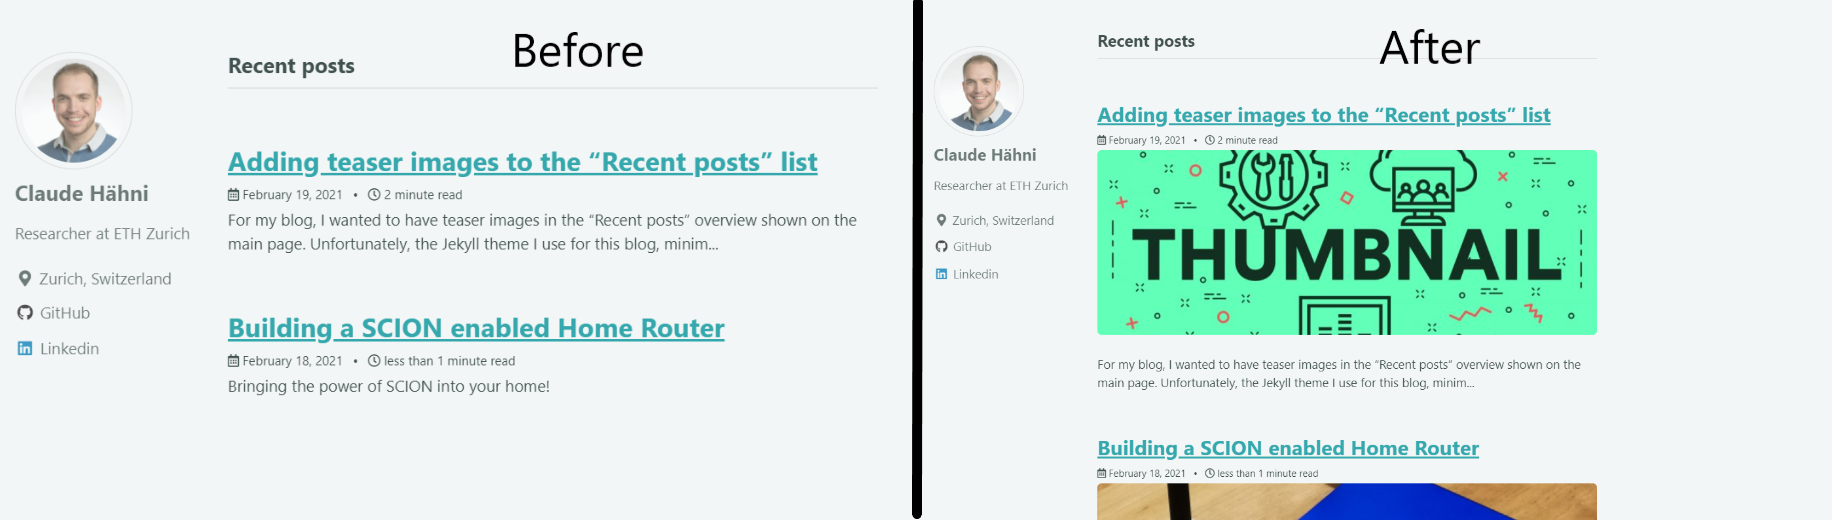 Before
Recent posts
Claude Hähni
Researcher at ETH Zurich
Zurich, Switzerland
GitHub
Linkedin
Adding teaser images to the “Recent posts” list
February 19, 2021 • 2 minute read
For my blog, I wanted to have teaser images in the “Recent posts” overview shown on the
main page. Unfortunately, the Jekyll theme I use for this blog, minim...
Building a SCION enabled Home Router
February 18, 2021 • less than 1 minute read
Bringing the power of SCION into your home!
After
Recent posts
Claude Hähni
Researcher at ETH Zurich
Zurich, Switzerland
GitHub
Linkedin
Adding teaser images to the “Recent posts” list
February 19, 2021 • 2 minute read
THUMBNAIL
For my blog, I wanted to have teaser images in the “Recent posts” overview shown on the
main page. Unfortunately, the Jekyll theme I use for this blog, minim...
Building a SCION enabled Home Router
February 18, 2021 • less than 1 minute read